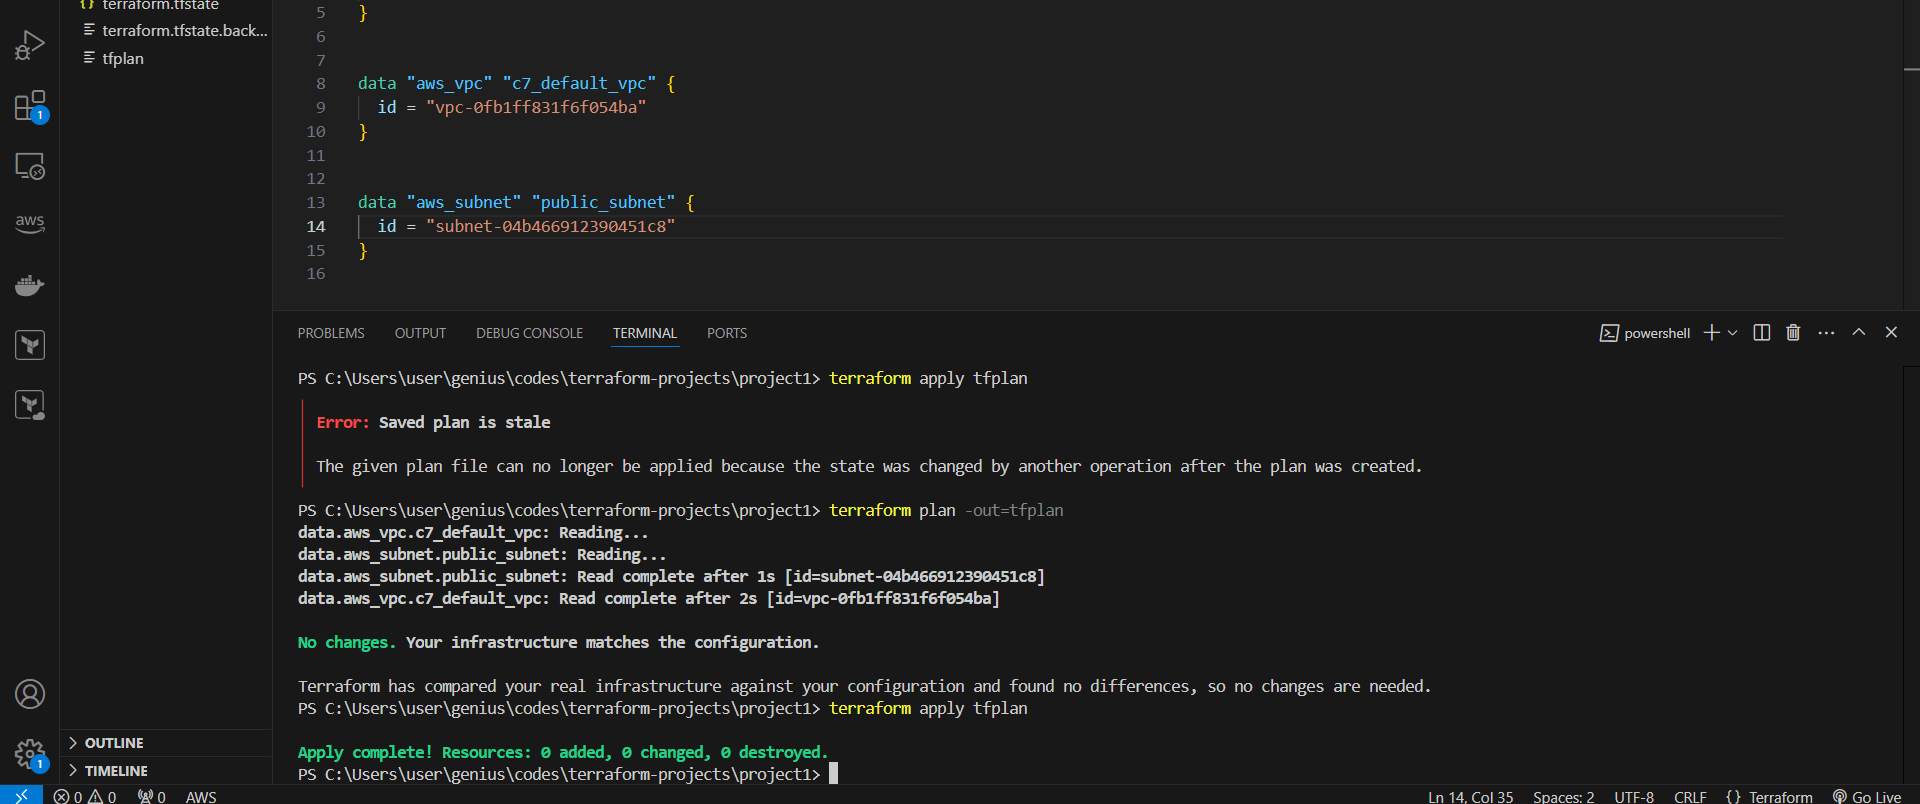 {} terraform.tfstate
terraform.tfstate.back...
tfplan
1
aws
1
OUTLINE
TIMELINE
5 }
6
7
8 data "aws_vpc" "c7_default_vpc" {
9 id = "vpc-0fb1ff831f6f054ba"
10 }
11
12
13 data "aws_subnet" "public_subnet" {
14 id = "subnet-04b466912390451c8"
15 }
16
PROBLEMS OUTPUT DEBUG CONSOLE TERMINAL PORTS powershell
PS C:\Users\user\genius\codes\terraform-projects\project1> terraform apply tfplan
Error: Saved plan is stale
The given plan file can no longer be applied because the state was changed by another operation after the plan was created.
PS C:\Users\user\genius\codes\terraform-projects\project1> terraform plan -out=tfplan
data.aws_vpc.c7_default_vpc: Reading...
data.aws_subnet.public_subnet: Reading...
data.aws_subnet.public_subnet: Read complete after 1s [id=subnet-04b466912390451c8]
data.aws_vpc.c7_default_vpc: Read complete after 2s [id=vpc-0fb1ff831f6f054ba]
No changes. Your infrastructure matches the configuration.
Terraform has compared your real infrastructure against your configuration and found no differences, so no changes are needed.
PS C:\Users\user\genius\codes\terraform-projects\project1> terraform apply tfplan
Apply complete! Resources: 0 added, 0 changed, 0 destroyed.
PS C:\Users\user\genius\codes\terraform-projects\project1>
0 0 0 AWS Ln 14, Col 35 Spaces: 2 UTF-8 CRLF {} Terraform Go Live